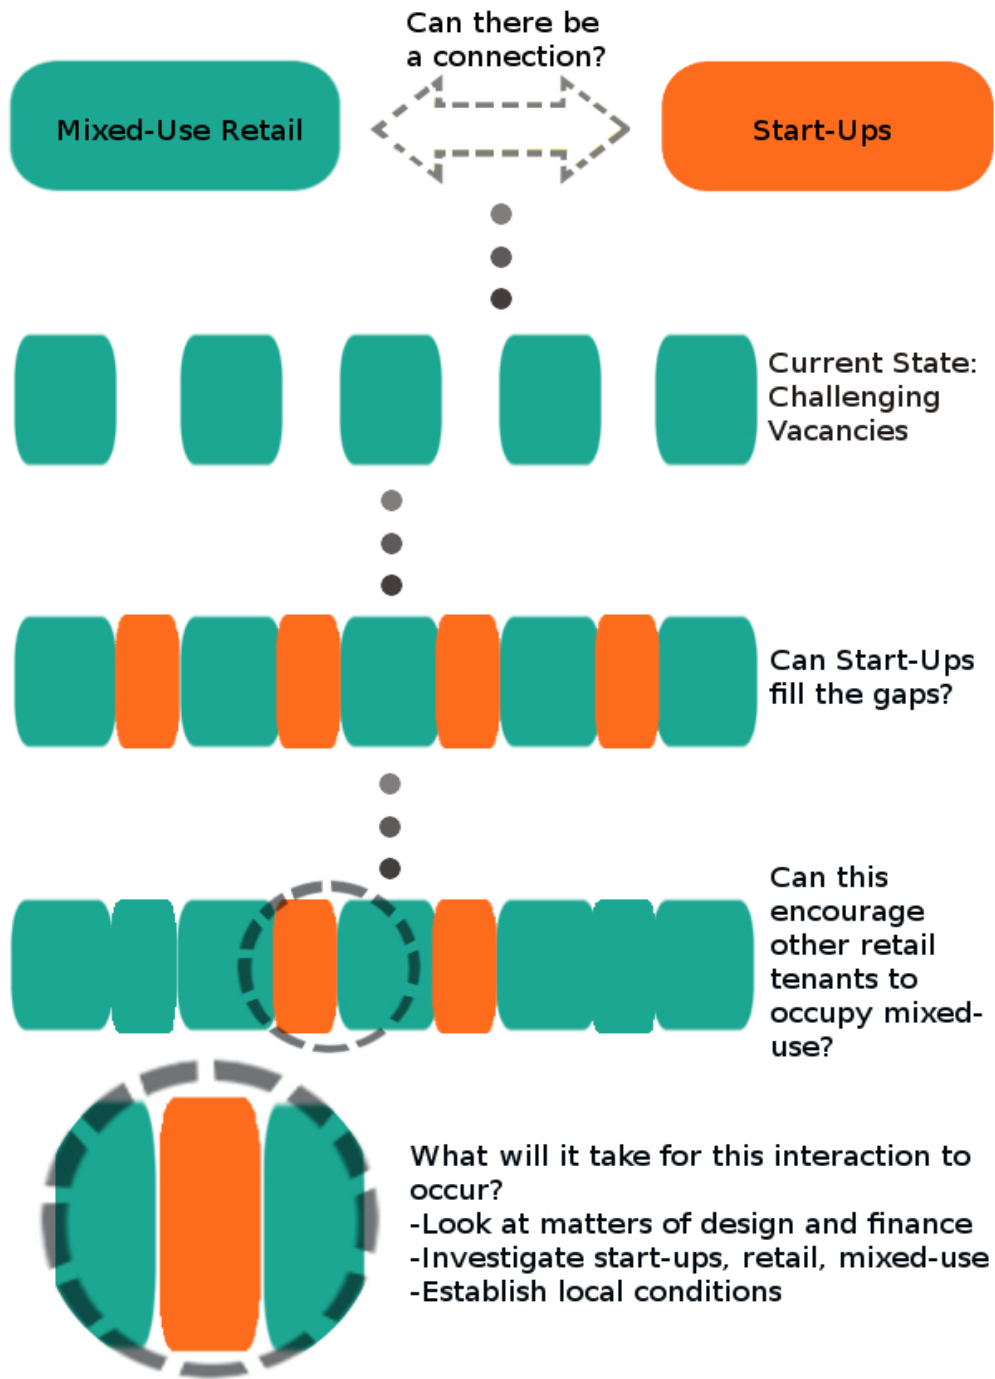 Can there be
a connection?
Mixed-Use Retail
Start-Ups
Current State:
Challenging
Vacancies
Can Start-Ups
fill the gaps?
Can this
encourage
other retail
tenants to
occupy mixed-
use?
What will it take for this interaction to
occur?
-Look at matters of design and finance
-Investigate start-ups, retail, mixed-use
-Establish local conditions